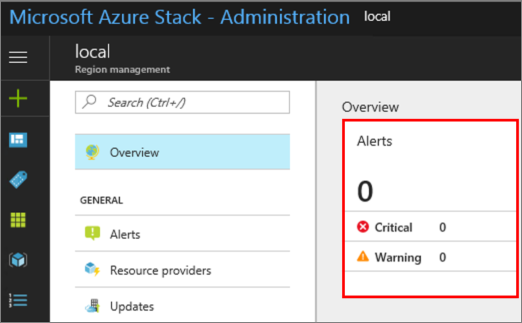 Microsoft Azure Stack - Administration local
local
Region management
Search (Ctrl+/)
Overview
GENERAL
Alerts
Resource providers
Updates
Overview
Alerts
0
Critical 0
Warning 0